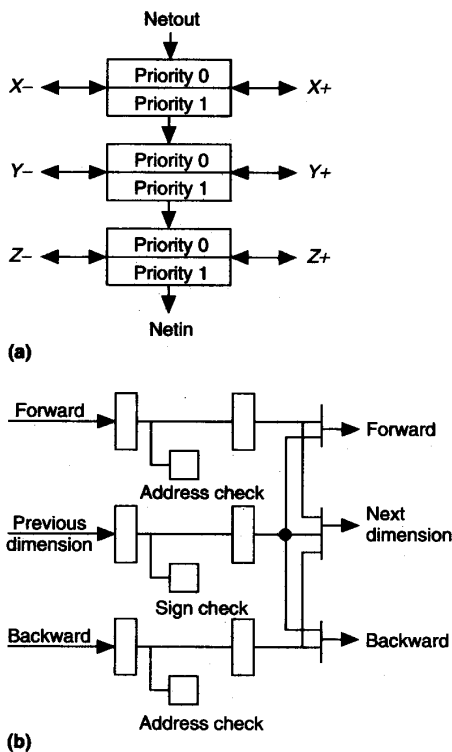 Netout
Priority 0
X– X+
Priority 1
Priority 0
Y– Y+
Priority 1
Priority 0
Z– Z+
Priority 1
Netin
(a)
Forward
Forward
Address check
Previous
dimension
Next
dimension
Sign check
Backward
Backward
Address check
(b)